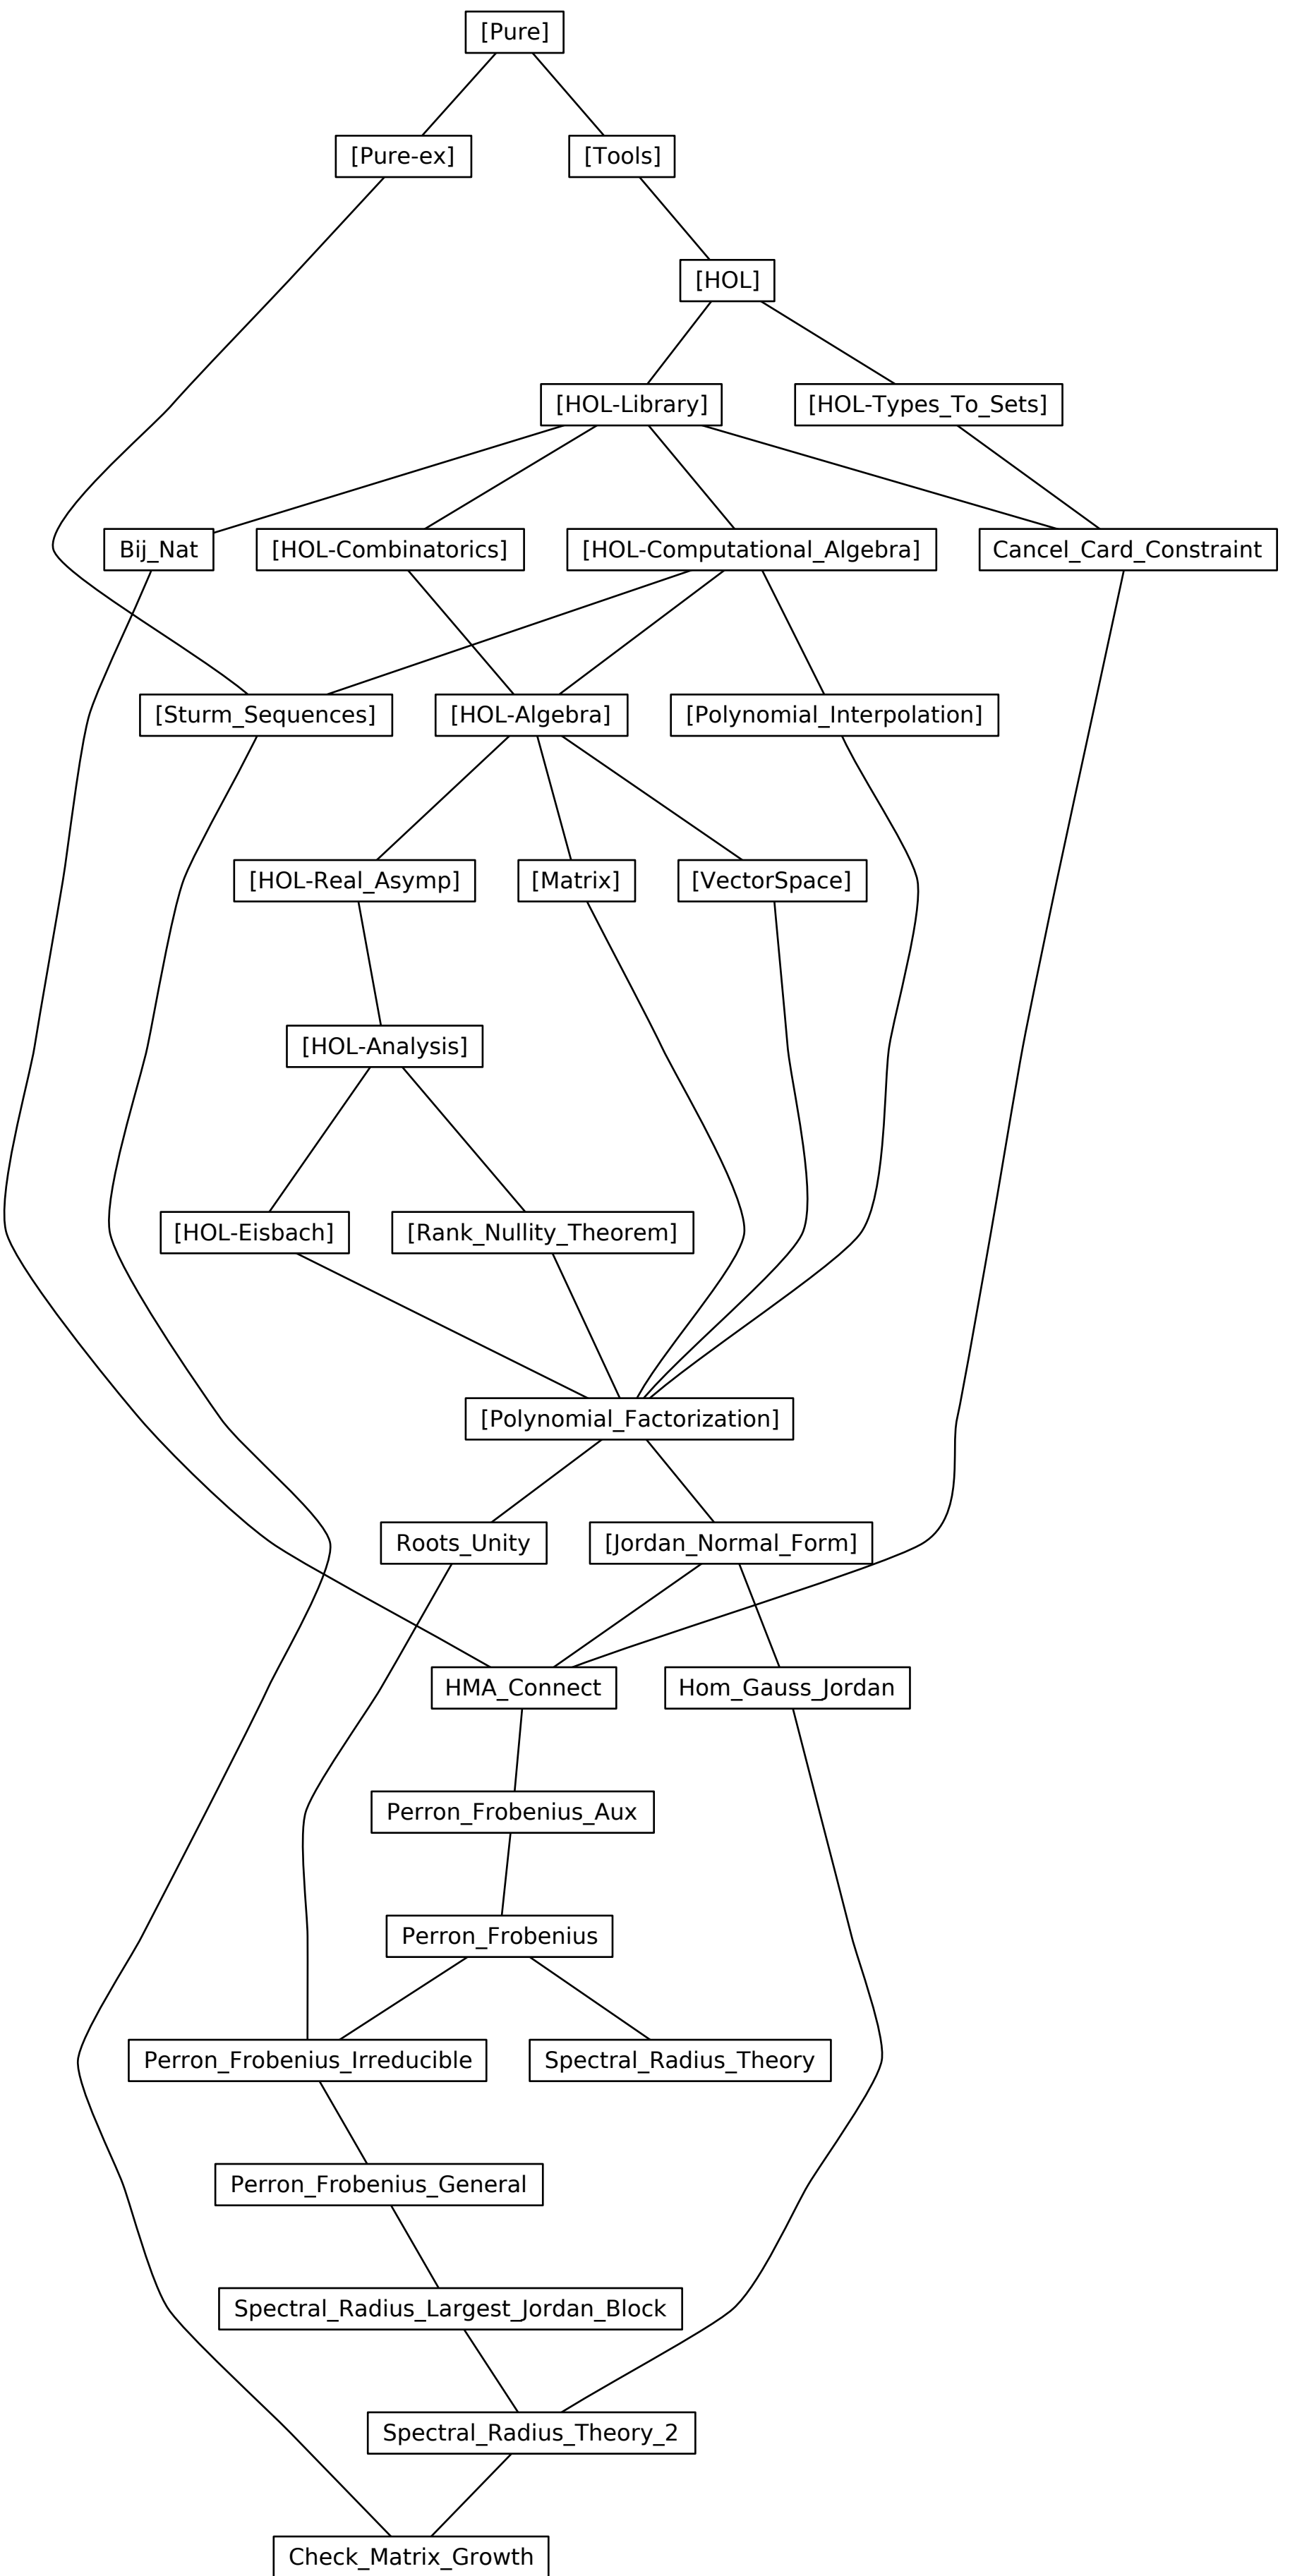 [Pure]
[Pure-ex]
[Tools]
[HOL]
[HOL-Library]
[HOL-Types_To_Sets]
Bij_Nat
[HOL-Combinatorics]
[HOL-Computational_Algebra]
Cancel_Card_Constraint
[Sturm_Sequences]
[HOL-Algebra]
[Polynomial_Interpolation]
[HOL-Real_Asymp]
[Matrix]
[VectorSpace]
[HOL-Analysis]
[HOL-Eisbach]
[Rank_Nullity_Theorem]
[Polynomial_Factorization]
Roots_Unity
[Jordan_Normal_Form]
HMA_Connect
Hom_Gauss_Jordan
Perron_Frobenius_Aux
Perron_Frobenius
Perron_Frobenius_Irreducible
Spectral_Radius_Theory
Perron_Frobenius_General
Spectral_Radius_Largest_Jordan_Block
Spectral_Radius_Theory_2
Check_Matrix_Growth